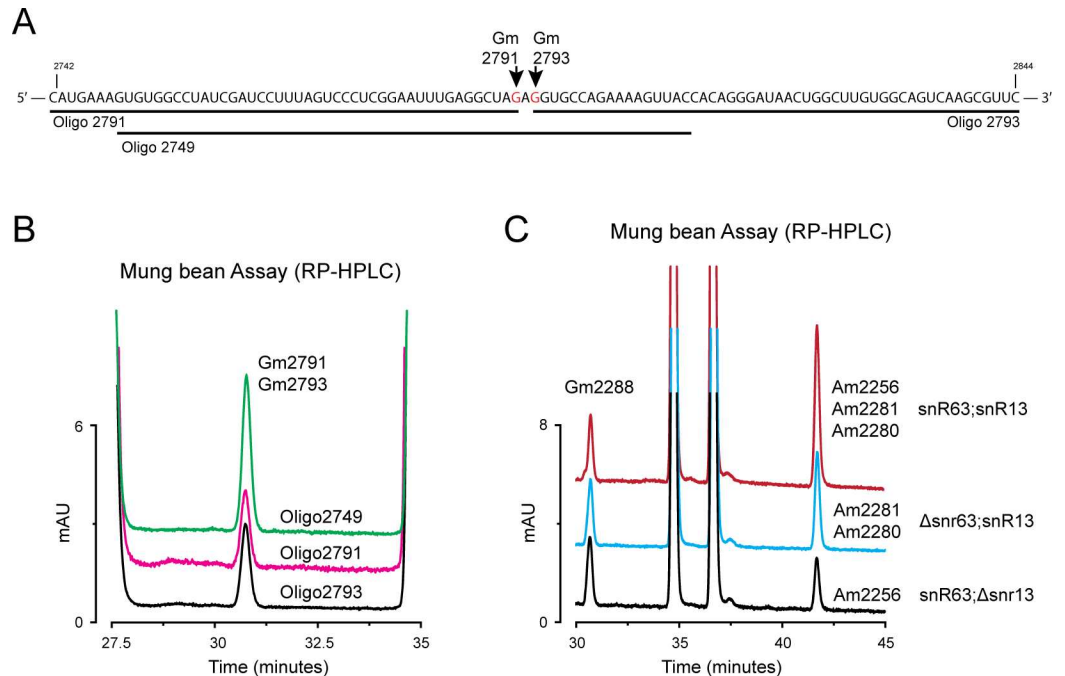 A
Gm Gm
2791 2793
2742
2844
5′ — CAUGAAAGUGUGGCCUAUCGAUCCUUUAGUCCCUCGGAAUUUGAGGCUAGAGGUGCCAGAAAAGUUACCACAGGGAUAACUGGCUUGUGGCAGUCAAGCGUUC — 3′
Oligo 2791
Oligo 2793
Oligo 2749
B
Mung bean Assay (RP-HPLC)
Gm2791
Gm2793
6
Oligo2749
Oligo2791
Oligo2793
mAU
0
27.5 30 32.5 35
Time (minutes)
C
Mung bean Assay (RP-HPLC)
Gm2288
Am2256
Am2281 snR63;snR13
Am2280
8
Am2281
Am2280 Δsnr63;snR13
mAU
Am2256 snR63;Δsnr13
0
30 35 40 45
Time (minutes)